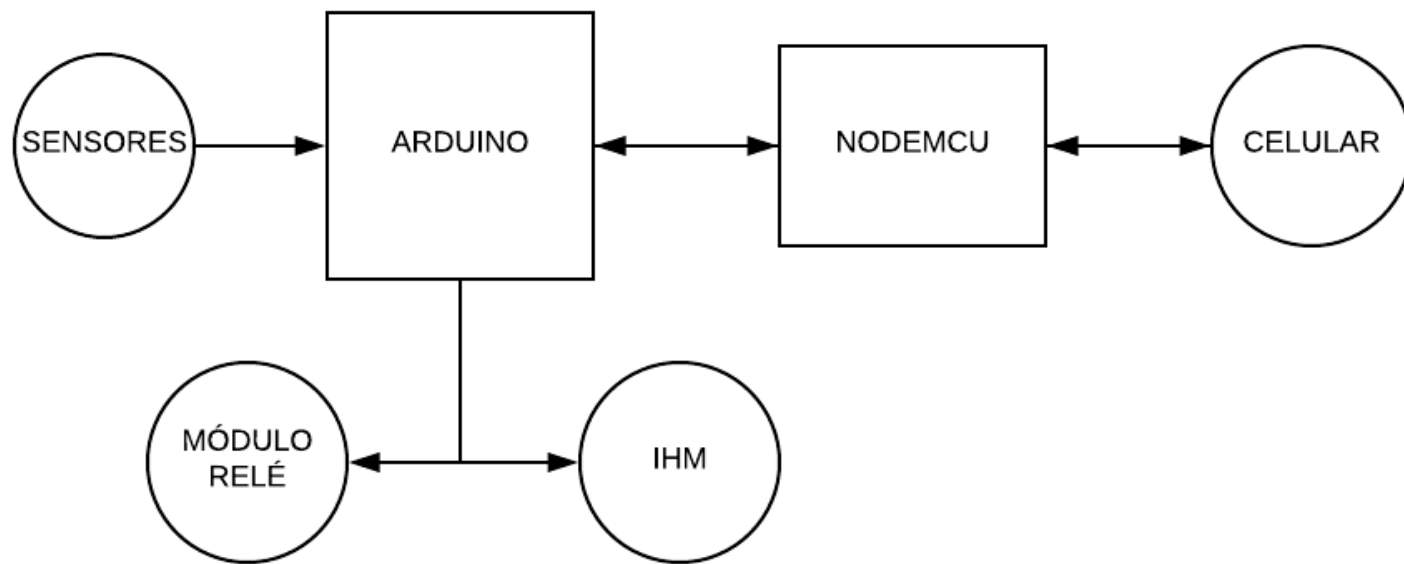 SENSORES
ARDUINO
NODEMCU
CELULAR
MÓDULO
RELÉ
IHM